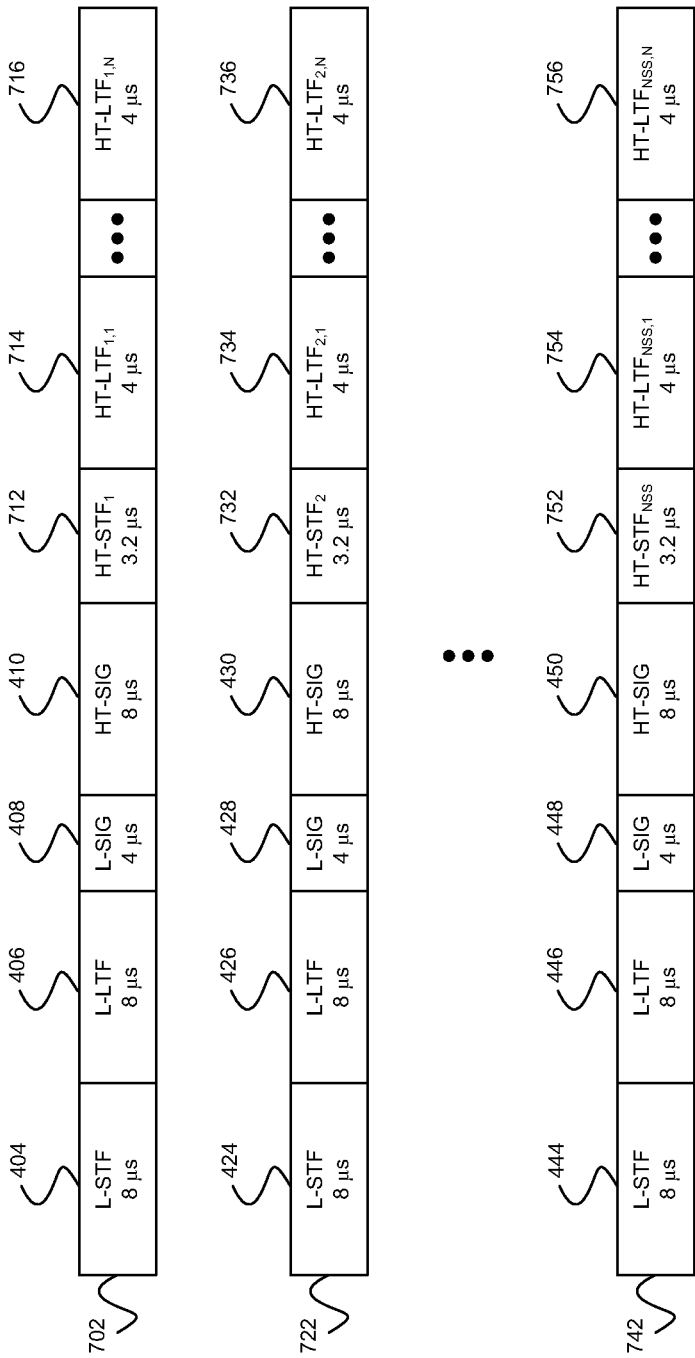 404 406 408 410 712 714 716
702
L-STF
8 μs
L-LTF
8 μs
L-SIG
4 μs
HT-SIG
8 μs
HT-STF1
3.2 μs
HT-LTF1,1
4 μs
HT-LTF1,N
4 μs
424 426 428 430 732 734 736
722
L-STF
8 μs
L-LTF
8 μs
L-SIG
4 μs
HT-SIG
8 μs
HT-STF2
3.2 μs
HT-LTF2,1
4 μs
HT-LTF2,N
4 μs
444 446 448 450 752 754 756
742
L-STF
8 μs
L-LTF
8 μs
L-SIG
4 μs
HT-SIG
8 μs
HT-STFNSS
3.2 μs
HT-LTFNSS,1
4 μs
HT-LTFNSS,N
4 μs